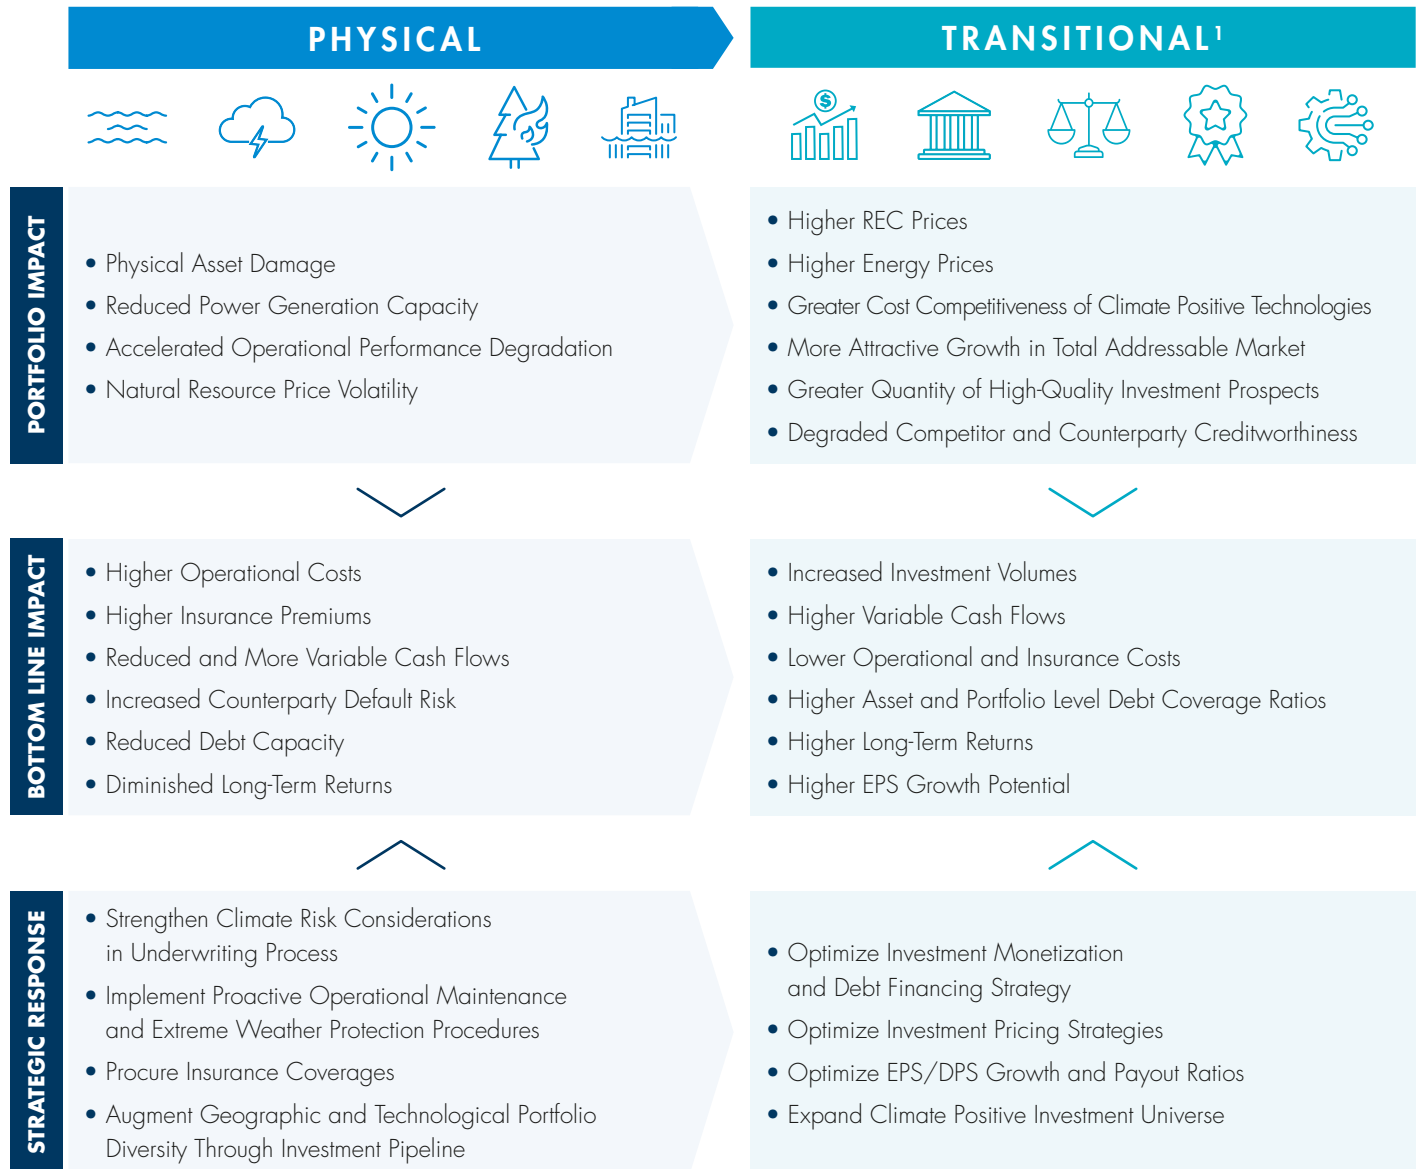 PHYSICAL
TRANSITIONAL¹
$
PORTFOLIO IMPACT
• Physical Asset Damage
• Reduced Power Generation Capacity
• Accelerated Operational Performance Degradation
• Natural Resource Price Volatility
• Higher REC Prices
• Higher Energy Prices
• Greater Cost Competitiveness of Climate Positive Technologies
• More Attractive Growth in Total Addressable Market
• Greater Quantity of High-Quality Investment Prospects
• Degraded Competitor and Counterparty Creditworthiness
BOTTOM LINE IMPACT
• Higher Operational Costs
• Higher Insurance Premiums
• Reduced and More Variable Cash Flows
• Increased Counterparty Default Risk
• Reduced Debt Capacity
• Diminished Long-Term Returns
• Increased Investment Volumes
• Higher Variable Cash Flows
• Lower Operational and Insurance Costs
• Higher Asset and Portfolio Level Debt Coverage Ratios
• Higher Long-Term Returns
• Higher EPS Growth Potential
STRATEGIC RESPONSE
• Strengthen Climate Risk Considerations
in Underwriting Process
• Implement Proactive Operational Maintenance
and Extreme Weather Protection Procedures
• Procure Insurance Coverages
• Augment Geographic and Technological Portfolio
Diversity Through Investment Pipeline
• Optimize Investment Monetization
and Debt Financing Strategy
• Optimize Investment Pricing Strategies
• Optimize EPS/DPS Growth and Payout Ratios
• Expand Climate Positive Investment Universe